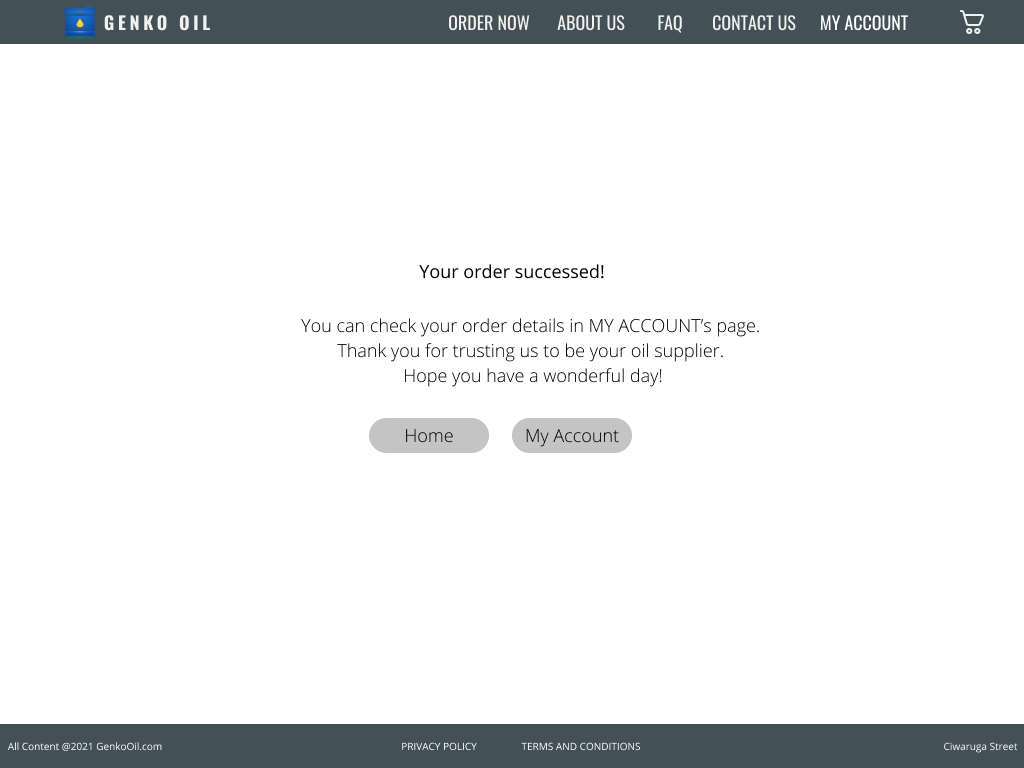 GENKO OIL
ORDER NOW
ABOUT US
FAQ
CONTACT US
MY ACCOUNT
Your order successed!
You can check your order details in MY ACCOUNT’s page.
Thank you for trusting us to be your oil supplier.
Hope you have a wonderful day!
Home
My Account
All Content @2021 GenkoOil.com
PRIVACY POLICY
TERMS AND CONDITIONS
Ciwaruga Street